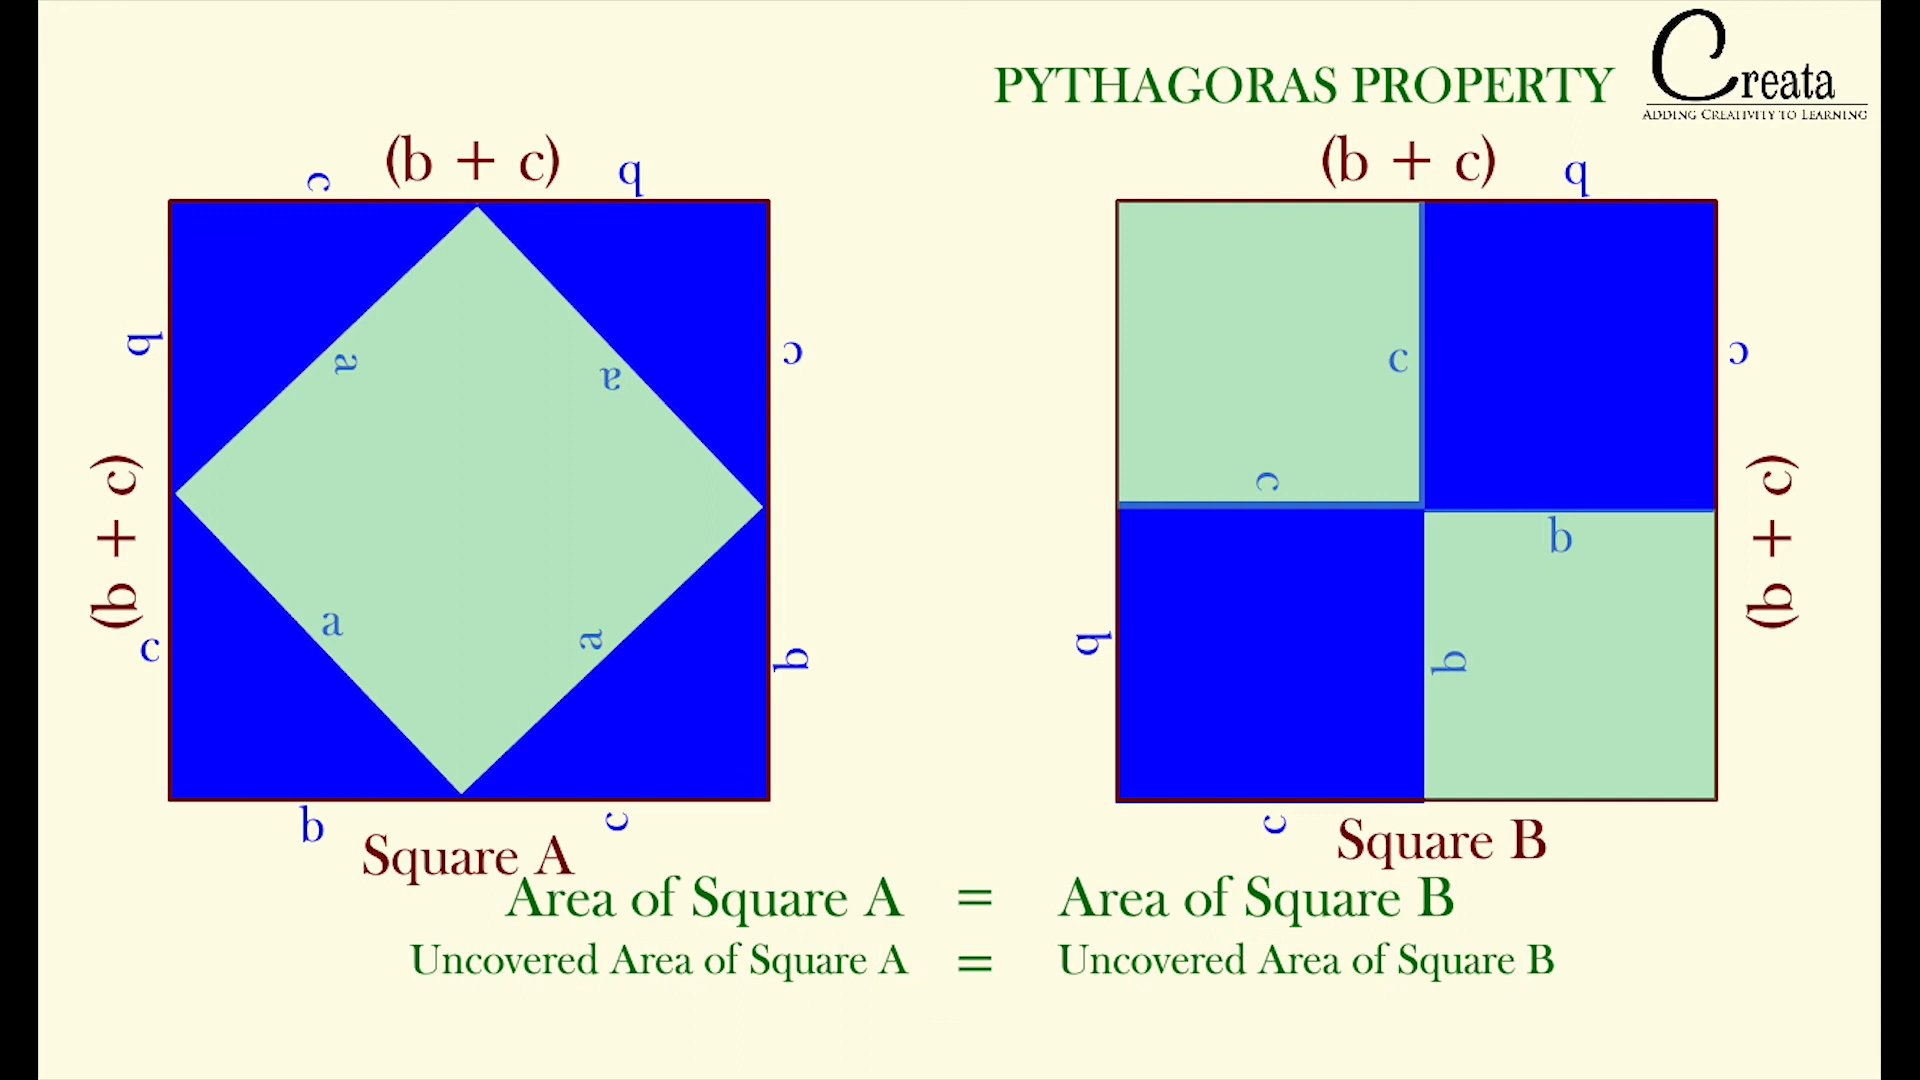 Creata
ADDING CREATIVITY TO LEARNING
PYTHAGORAS PROPERTY
(b + c)
(b + c)
c
b
b
b
c
c
a
a
c
c
(b + c)
(b + c)
b
c
a
a
b
b
b
c
b
c
c
Square A
Square B
Area of Square A = Area of Square B
Uncovered Area of Square A = Uncovered Area of Square B